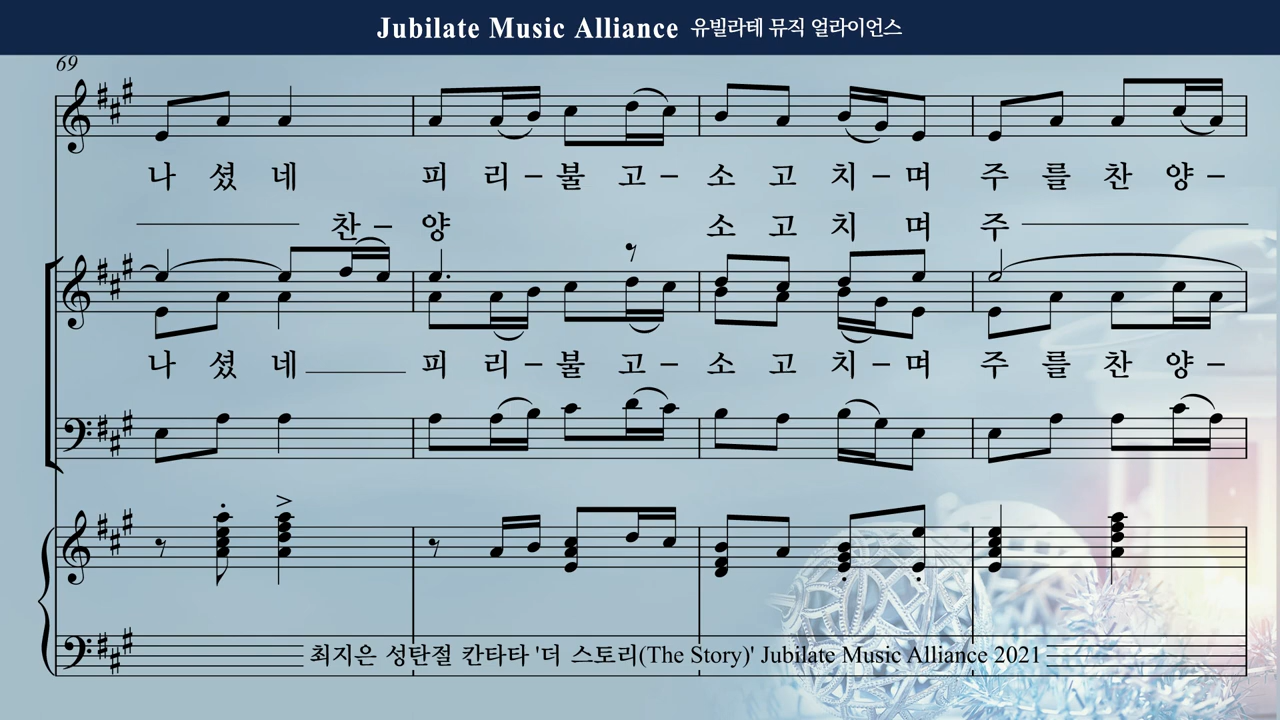 Jubilate Music Alliance 유빌라테 뮤직 얼라이언스
69
나 셨 네 피 리 – 불 고 – 소 고 치 – 며 주 를 찬 양 –
찬 – 양 소 고 치 며 주
나 셨 네 피 리 – 불 고 – 소 고 치 – 며 주 를 찬 양 –
최지은 성탄절 칸타타 '더 스토리(The Story)' Jubilate Music Alliance 2021